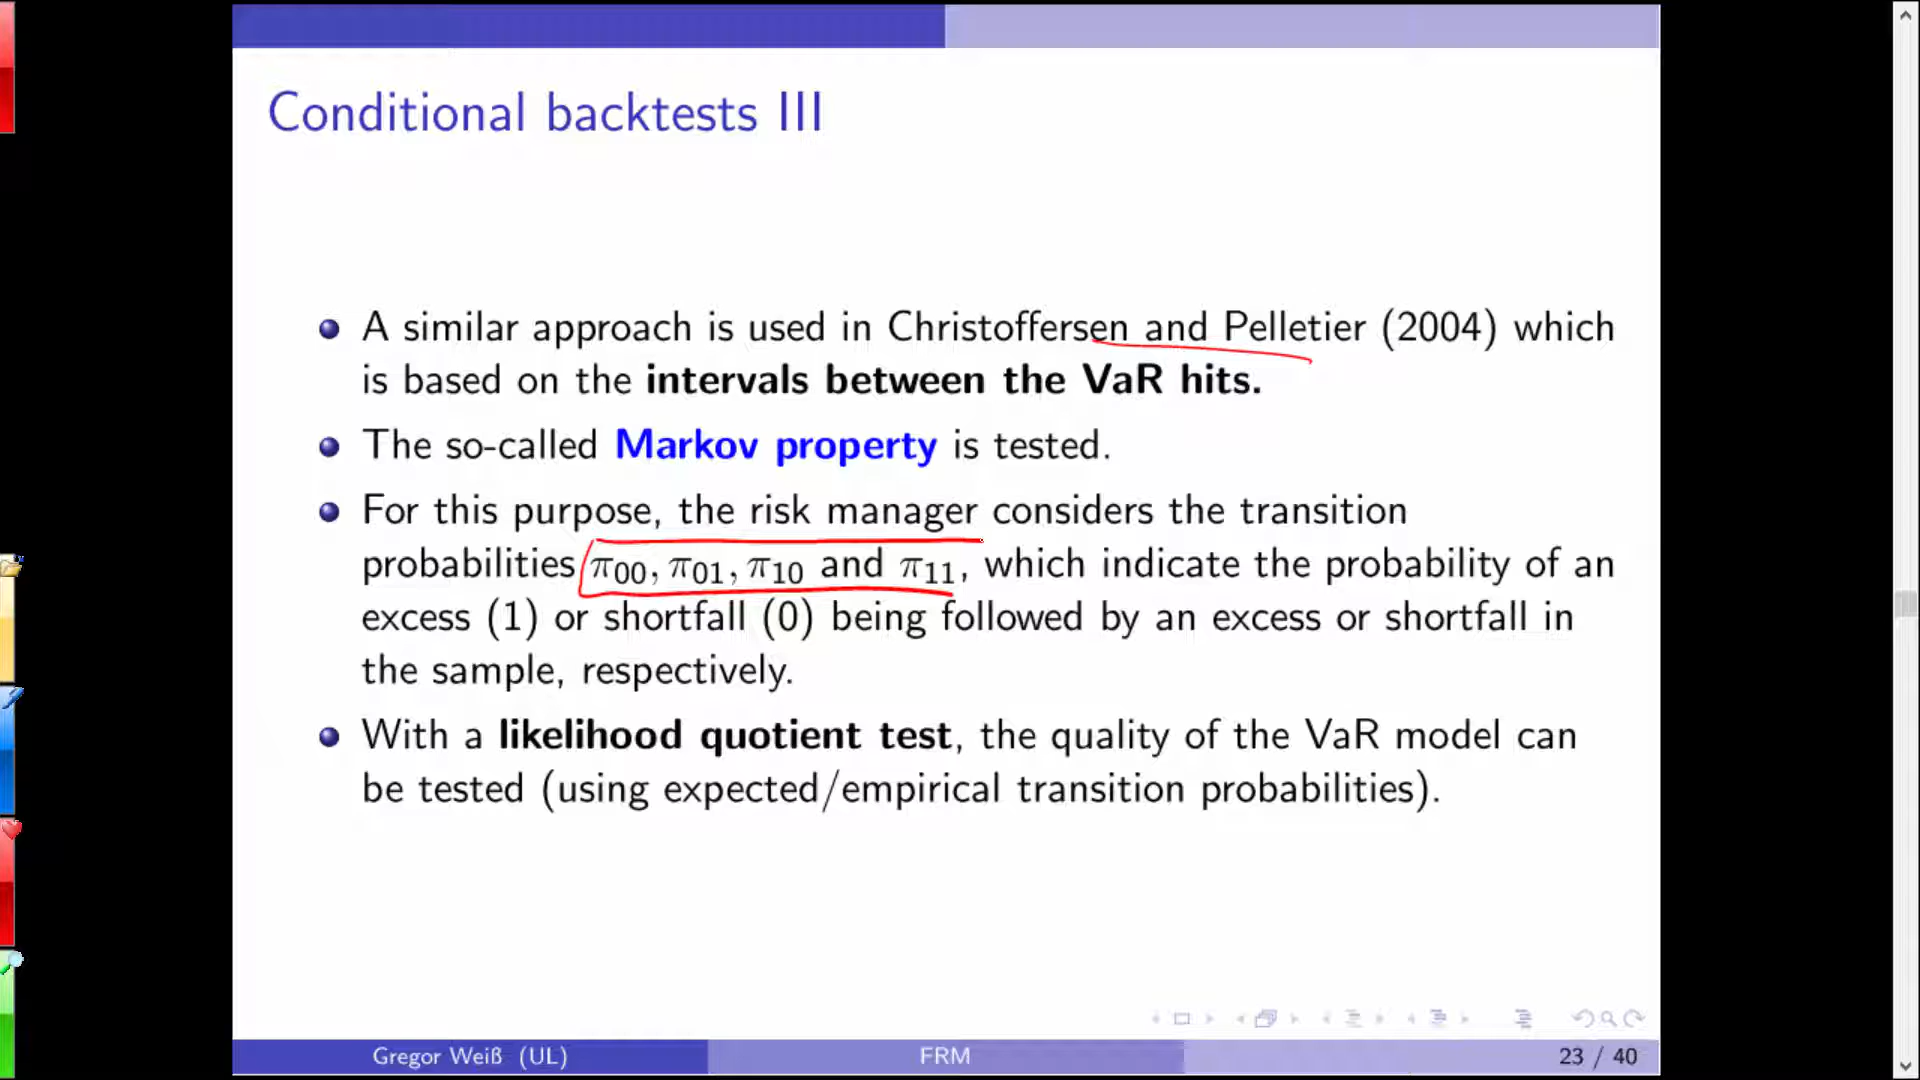 Conditional backtests III
A similar approach is used in Christoffersen and Pelletier (2004) which
is based on the intervals between the VaR hits.
The so-called Markov property is tested.
For this purpose, the risk manager considers the transition
probabilities π00, π01, π10 and π11, which indicate the probability of an
excess (1) or shortfall (0) being followed by an excess or shortfall in
the sample, respectively.
With a likelihood quotient test, the quality of the VaR model can
be tested (using expected/empirical transition probabilities).
Gregor Weiß (UL) FRM 23 / 40